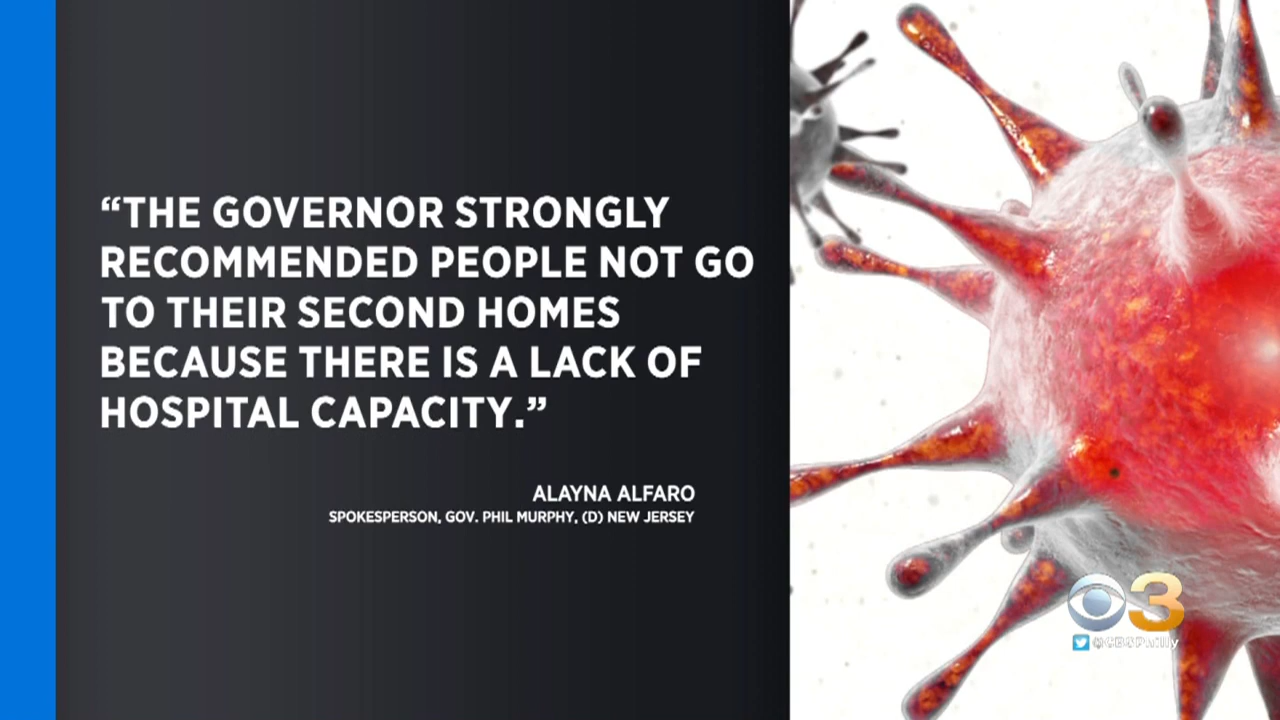 “THE GOVERNOR STRONGLY
RECOMMENDED PEOPLE NOT GO
TO THEIR SECOND HOMES
BECAUSE THERE IS A LACK OF
HOSPITAL CAPACITY.”
ALAYNA ALFARO
SPOKESPERSON, GOV. PHIL MURPHY, (D) NEW JERSEY
3
@CBSPhilly